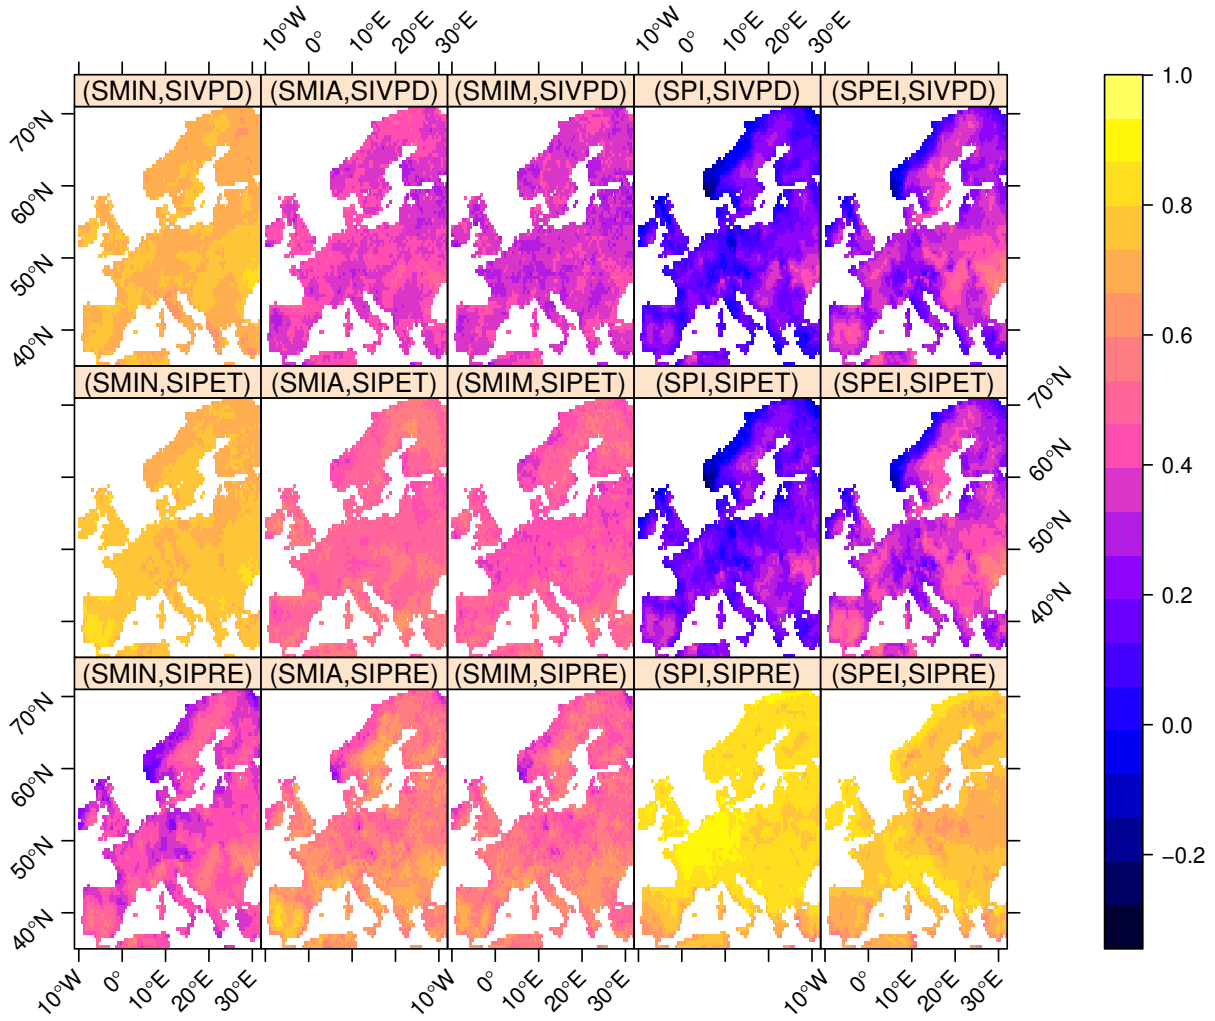 10°W 0° 10°E 20°E 30°E 10°W 0° 10°E 20°E 30°E
(SMIN,SIVPD) (SMIA,SIVPD) (SMIM,SIVPD) (SPI,SIVPD) (SPEI,SIVPD)
70°N
60°N
50°N
40°N
(SMIN,SIPET) (SMIA,SIPET) (SMIM,SIPET) (SPI,SIPET) (SPEI,SIPET)
70°N
60°N
50°N
40°N
(SMIN,SIPRE) (SMIA,SIPRE) (SMIM,SIPRE) (SPI,SIPRE) (SPEI,SIPRE)
70°N
60°N
50°N
40°N
10°W 0° 10°E 20°E 30°E 10°W 0° 10°E 20°E 30°E 10°W 0° 10°E 20°E 30°E
1.0
0.8
0.6
0.4
0.2
0.0
−0.2